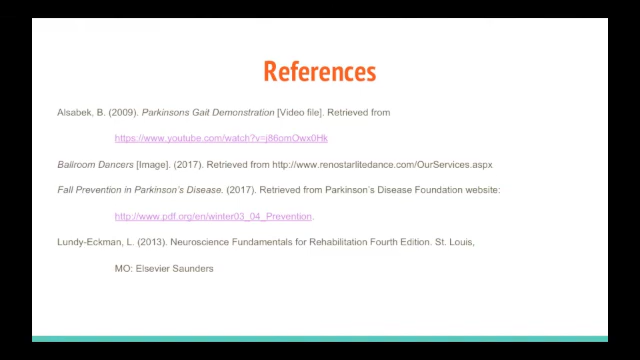 References
Alsabek, B. (2009). Parkinsons Gait Demonstration [Video file]. Retrieved from
https://www.youtube.com/watch?v=j86omOwx0Hk
Ballroom Dancers [Image]. (2017). Retrieved from http://www.renostarlitedance.com/OurServices.aspx
Fall Prevention in Parkinson's Disease. (2017). Retrieved from Parkinson's Disease Foundation website:
http://www.pdf.org/en/winter03_04_Prevention.
Lundy-Eckman, L. (2013). Neuroscience Fundamentals for Rehabilitation Fourth Edition. St. Louis,
MO: Elsevier Saunders